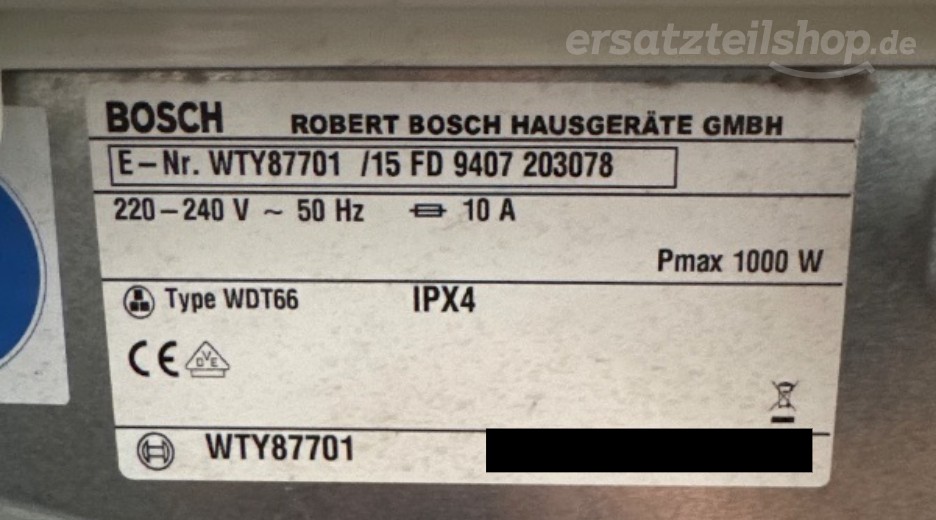 ersatzteilshop.de
BOSCH ROBERT BOSCH HAUSGERÄTE GMBH
E-Nr. WTY87701 /15 FD 9407 203078
220-240 V ~ 50 Hz 10 A
Pmax 1000 W
Type WDT66 IPX4
CE DVE
WTY87701